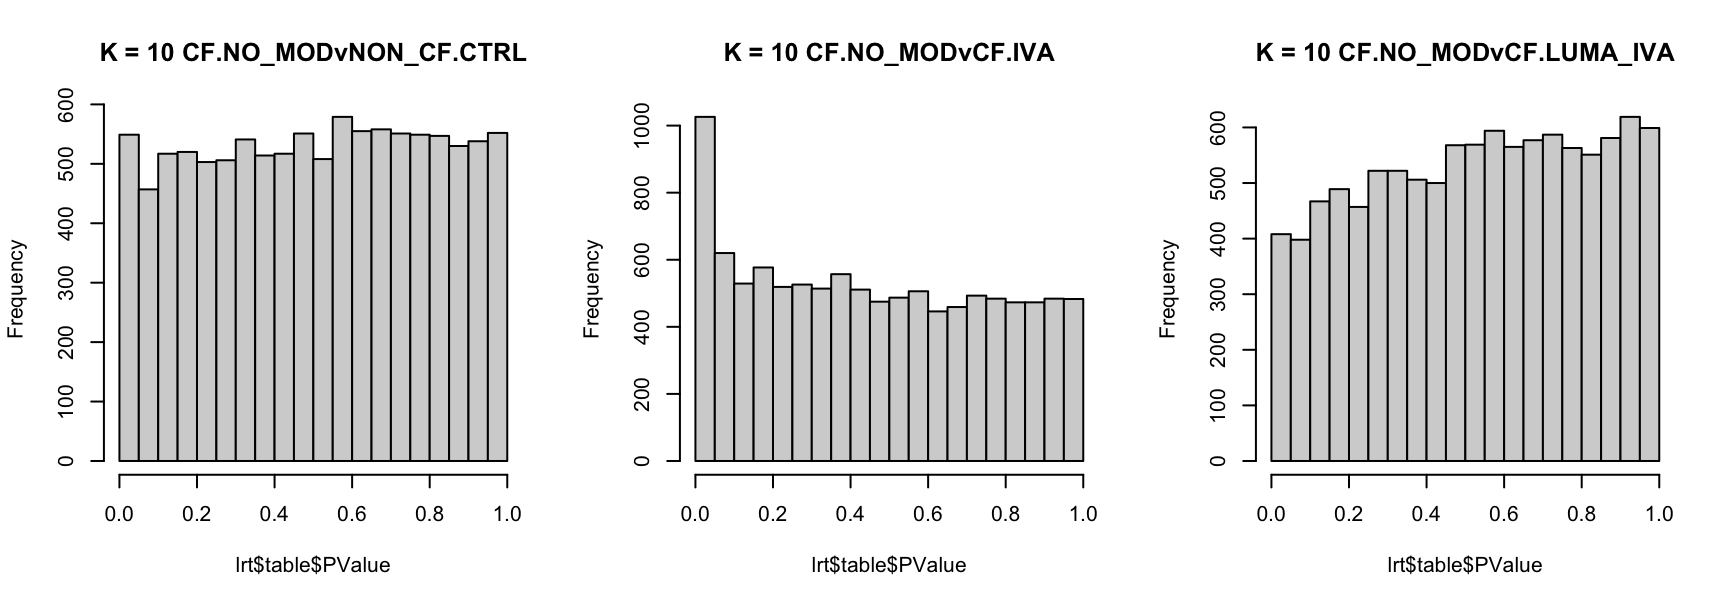 K = 10 CF.NO_MODvNON_CF.CTRL
Frequency
0 100 200 300 400 500 600
0.0 0.2 0.4 0.6 0.8 1.0
lrt$table$PValue
K = 10 CF.NO_MODvCF.IVA
Frequency
0 200 400 600 800 1000
0.0 0.2 0.4 0.6 0.8 1.0
lrt$table$PValue
K = 10 CF.NO_MODvCF.LUMA_IVA
Frequency
0 100 200 300 400 500 600
0.0 0.2 0.4 0.6 0.8 1.0
lrt$table$PValue